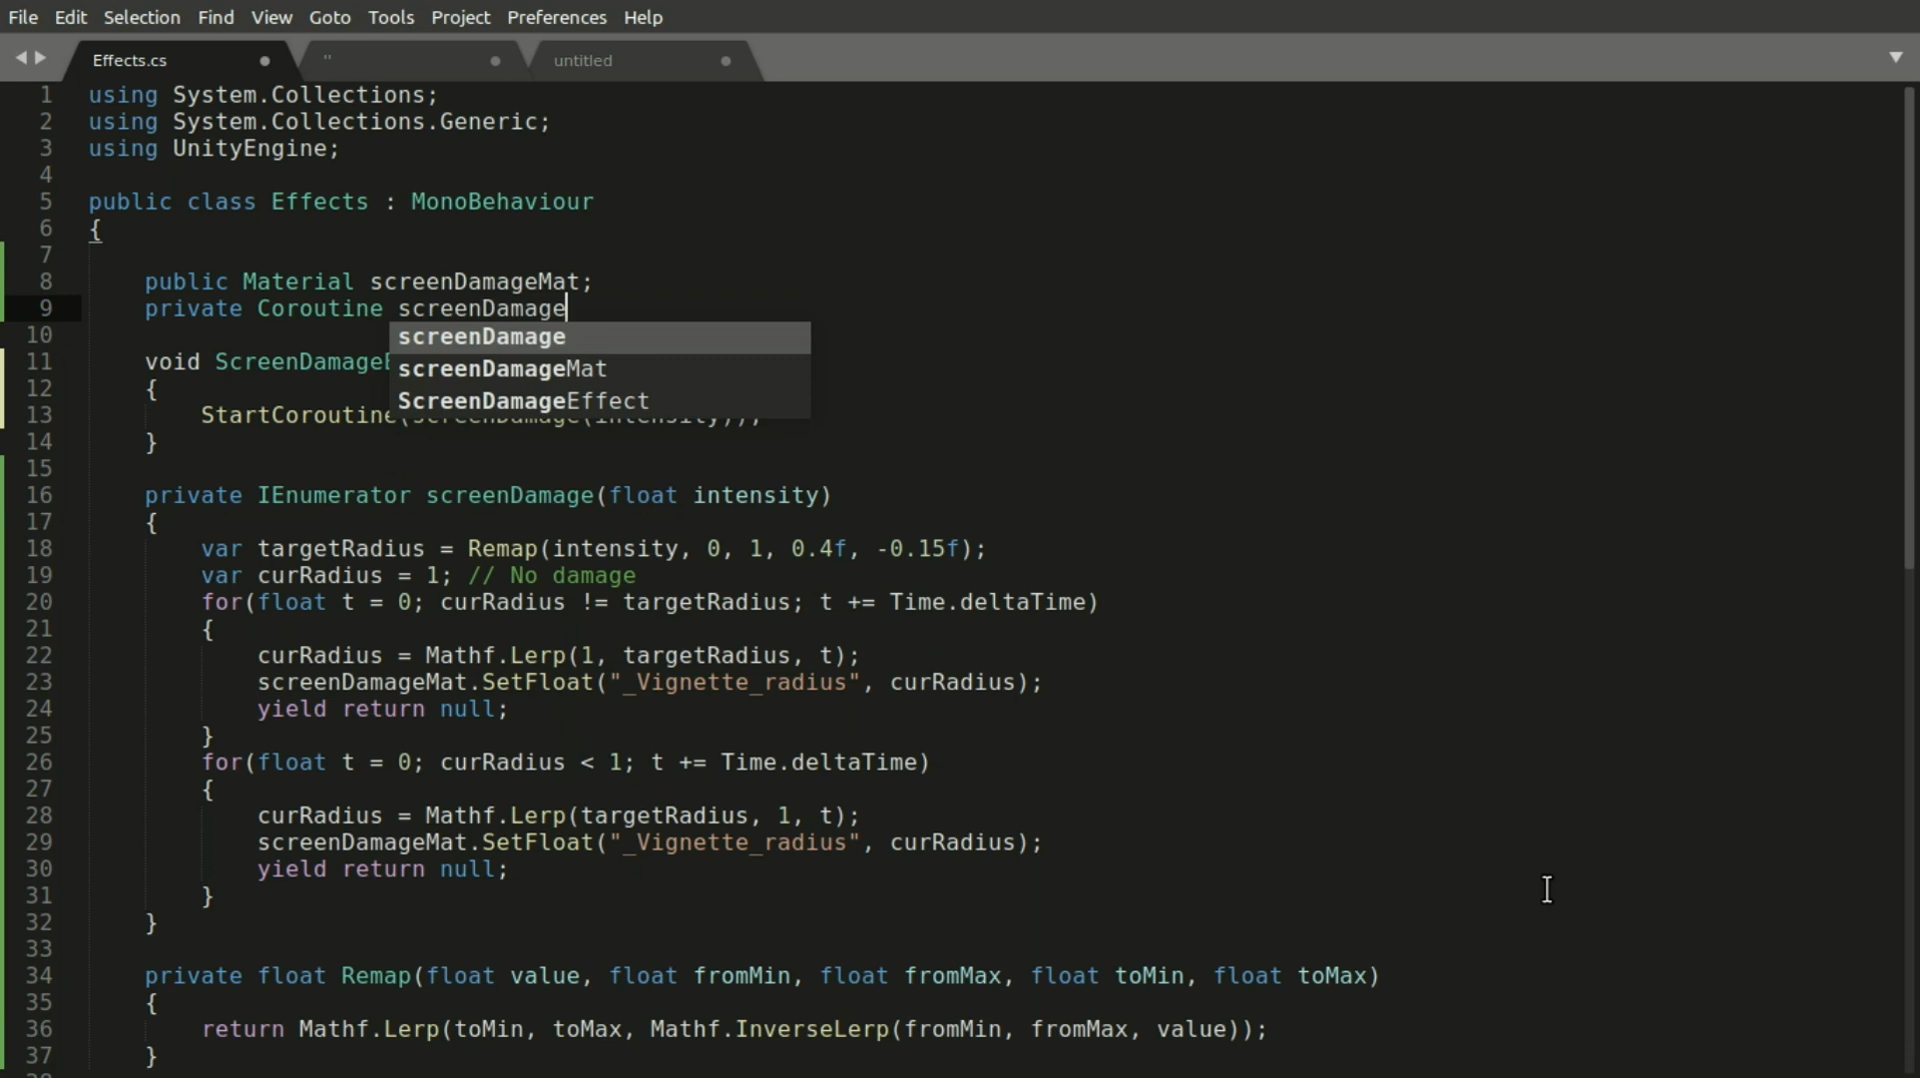 File Edit Selection Find View Goto Tools Project Preferences Help
Effects.cs " untitled
1 using System.Collections;
2 using System.Collections.Generic;
3 using UnityEngine;
4
5 public class Effects : MonoBehaviour
6 {
7
8 public Material screenDamageMat;
9 private Coroutine screenDamage
screenDamage
10
screenDamageMat
11 void ScreenDamage
ScreenDamageEffect
12 {
13 StartCoroutine(screenDamage(intensity));
14 }
15
16 private IEnumerator screenDamage(float intensity)
17 {
18 var targetRadius = Remap(intensity, 0, 1, 0.4f, -0.15f);
19 var curRadius = 1; // No damage
20 for(float t = 0; curRadius != targetRadius; t += Time.deltaTime)
21 {
22 curRadius = Mathf.Lerp(1, targetRadius, t);
23 screenDamageMat.SetFloat("_Vignette_radius", curRadius);
24 yield return null;
25 }
26 for(float t = 0; curRadius < 1; t += Time.deltaTime)
27 {
28 curRadius = Mathf.Lerp(targetRadius, 1, t);
29 screenDamageMat.SetFloat("_Vignette_radius", curRadius);
30 yield return null;
31 }
32 }
33
34 private float Remap(float value, float fromMin, float fromMax, float toMin, float toMax)
35 {
36 return Mathf.Lerp(toMin, toMax, Mathf.InverseLerp(fromMin, fromMax, value));
37 }